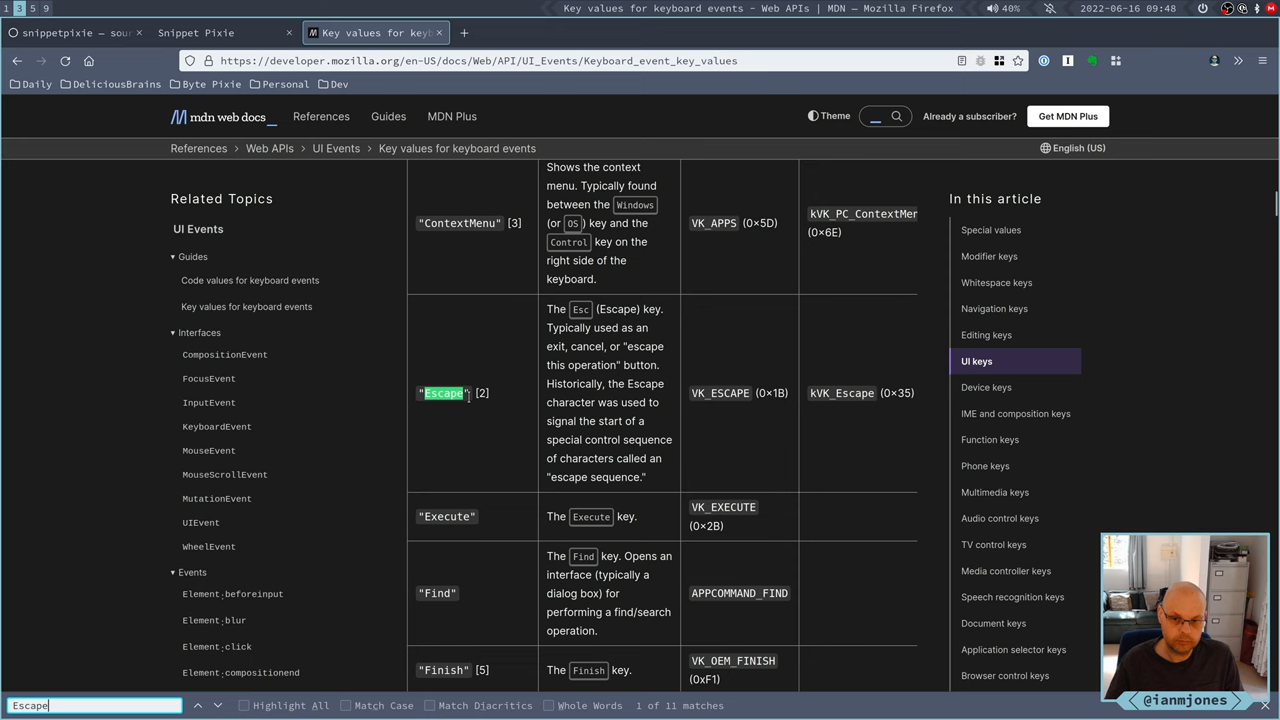 1 3 5 9
Key values for keyboard events - Web APIs | MDN — Mozilla Firefox
40%
2022-06-16 09:48
snippetpixie — sour
Snippet Pixie
Key values for keyb
https://developer.mozilla.org/en-US/docs/Web/API/UI_Events/Keyboard_event_key_values
Daily
DeliciousBrains
Byte Pixie
Personal
Dev
mdn web docs_
References
Guides
MDN Plus
Theme
Already a subscriber?
Get MDN Plus
References
Web APIs
UI Events
Key values for keyboard events
English (US)
Related Topics
UI Events
Guides
Code values for keyboard events
Key values for keyboard events
Interfaces
CompositionEvent
FocusEvent
InputEvent
KeyboardEvent
MouseEvent
MouseScrollEvent
MutationEvent
UIEvent
WheelEvent
Events
Element:beforeinput
Element:blur
Element:click
Element:compositionend
"ContextMenu" [3]
Shows the context
menu. Typically found
between the Windows
(or OS) key and the
Control key on the
right side of the
keyboard.
VK_APPS (0×5D)
kVK_PC_ContextMen
(0×6E)
"Escape" [2]
The Esc (Escape) key.
Typically used as an
exit, cancel, or "escape
this operation" button.
Historically, the Escape
character was used to
signal the start of a
special control sequence
of characters called an
"escape sequence."
VK_ESCAPE (0×1B)
kVK_Escape (0×35)
"Execute"
The Execute key.
VK_EXECUTE
(0×2B)
"Find"
The Find key. Opens an
interface (typically a
dialog box) for
performing a find/search
operation.
APPCOMMAND_FIND
"Finish" [5]
The Finish key.
VK_OEM_FINISH
(0xF1)
In this article
Special values
Modifier keys
Whitespace keys
Navigation keys
Editing keys
UI keys
Device keys
IME and composition keys
Function keys
Phone keys
Multimedia keys
Audio control keys
TV control keys
Media controller keys
Speech recognition keys
Document keys
Application selector keys
Browser control keys
@ianmjones
Escape
Highlight All
Match Case
Match Diacritics
Whole Words
1 of 11 matches